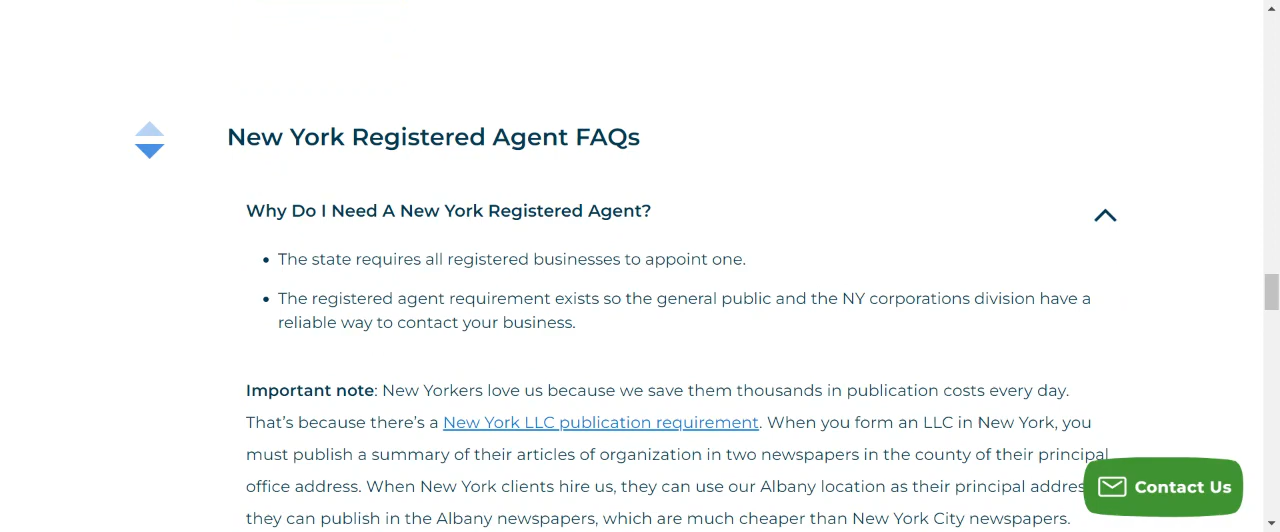 New York Registered Agent FAQs
Why Do I Need A New York Registered Agent?
• The state requires all registered businesses to appoint one.
• The registered agent requirement exists so the general public and the NY corporations division have a
reliable way to contact your business.
Important note: New Yorkers love us because we save them thousands in publication costs every day.
That’s because there’s a New York LLC publication requirement. When you form an LLC in New York, you
must publish a summary of their articles of organization in two newspapers in the county of their principal
office address. When New York clients hire us, they can use our Albany location as their principal
they can publish in the Albany newspapers, which are much cheaper than New York City newspapers.
Contact Us